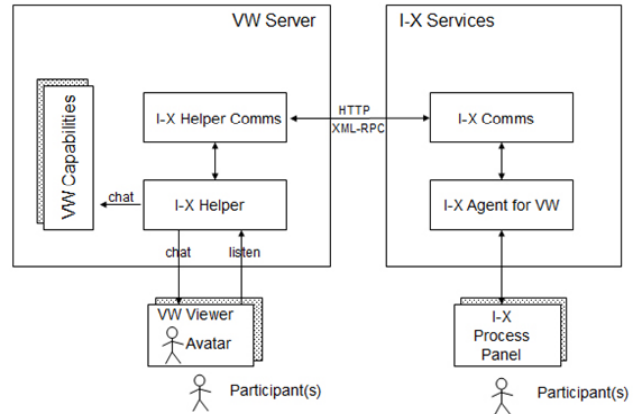 VW Server
I-X Services
VW Capabilities
I-X Helper Comms
HTTP
XML-RPC
I-X Comms
chat
I-X Helper
I-X Agent for VW
chat
listen
VW Viewer
Avatar
I-X
Process
Panel
Participant(s)
Participant(s)